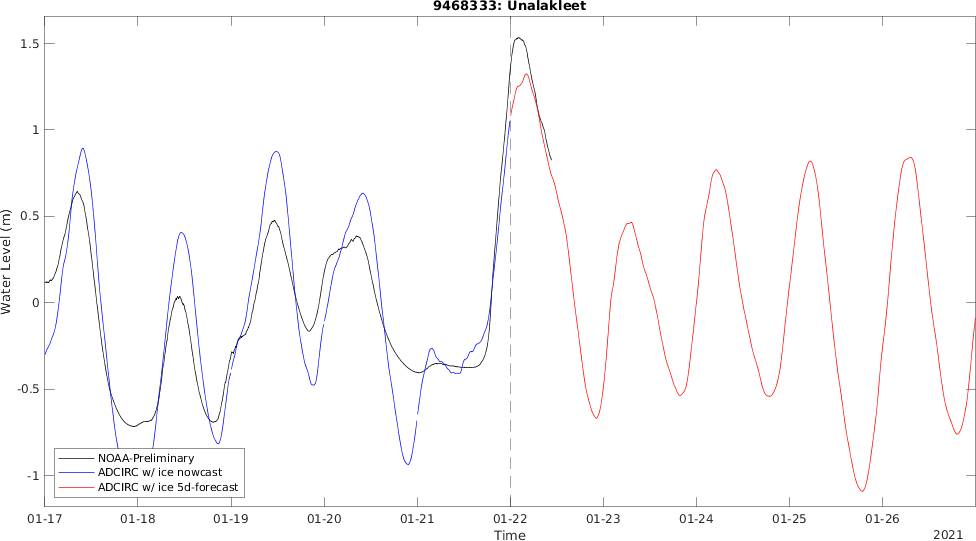 9468333: Unalakleet
Water Level (m)
1.5
1
0.5
0
-0.5
-1
NOAA-Preliminary
ADCIRC w/ ice nowcast
ADCIRC w/ ice 5d-forecast
01-17 01-18 01-19 01-20 01-21 01-22 01-23 01-24 01-25 01-26
Time
2021